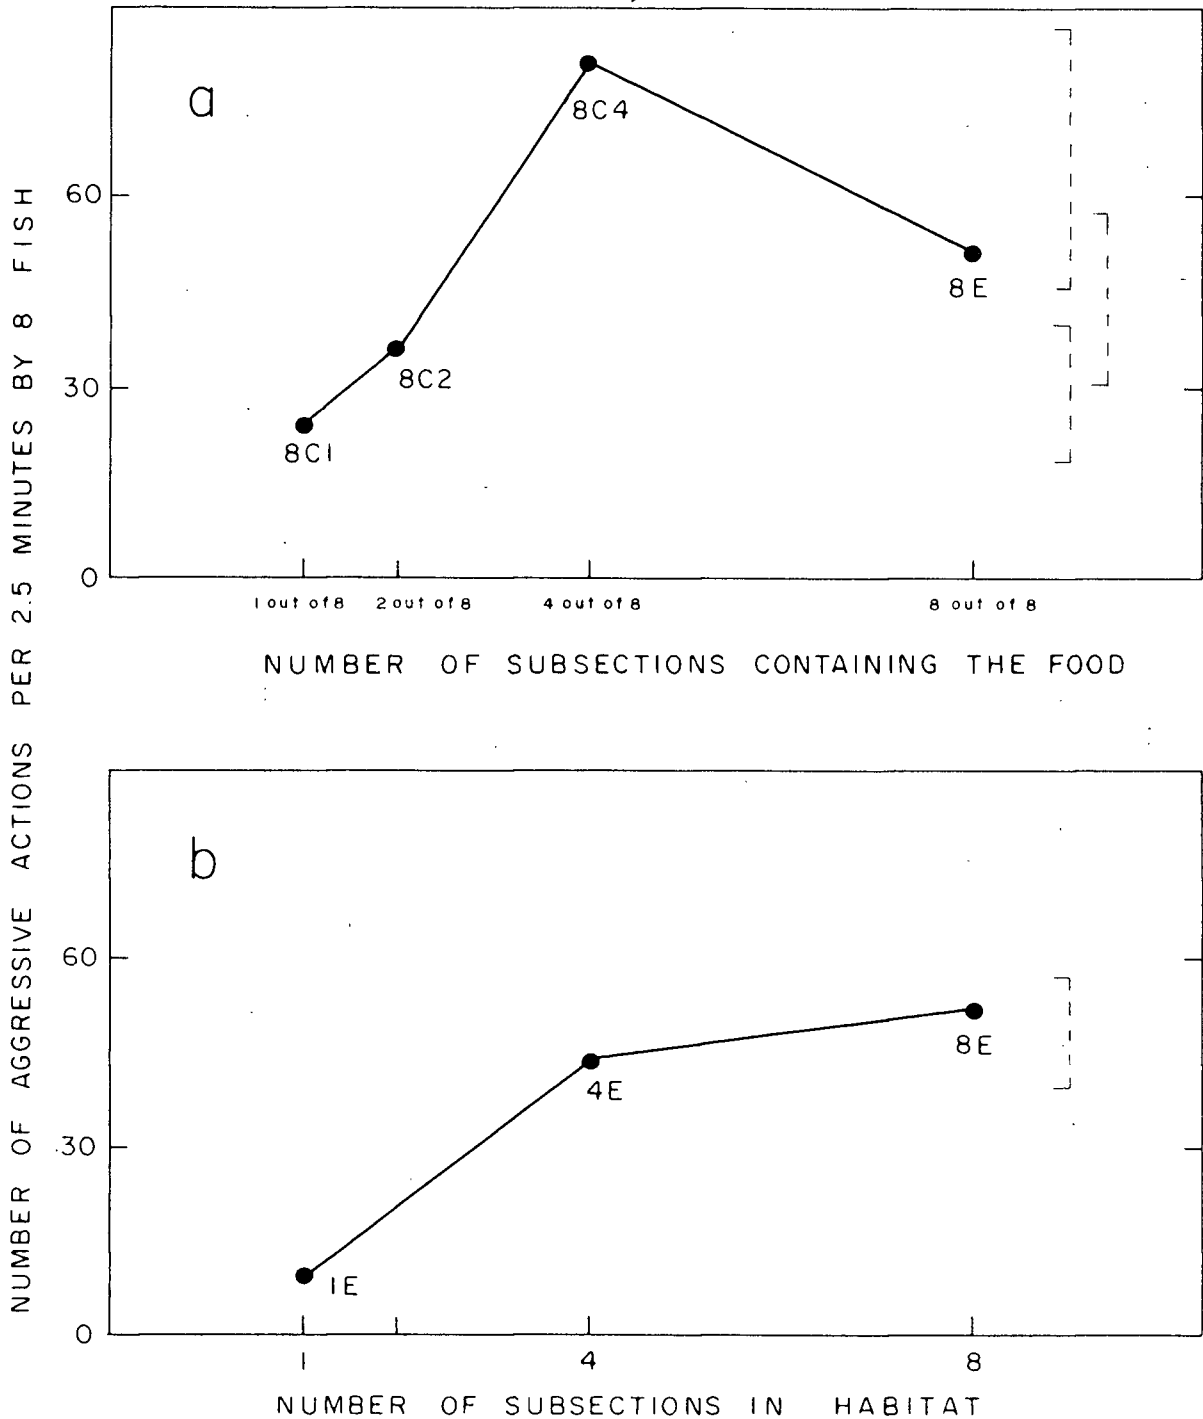 NUMBER OF AGGRESSIVE ACTIONS PER 2.5 MINUTES BY 8 FISH
a
60
30
0
8C1
8C2
8C4
8E
1 out of 8 2 out of 8 4 out of 8 8 out of 8
NUMBER OF SUBSECTIONS CONTAINING THE FOOD
b
60
30
0
1E
4E
8E
1 4 8
NUMBER OF SUBSECTIONS IN HABITAT